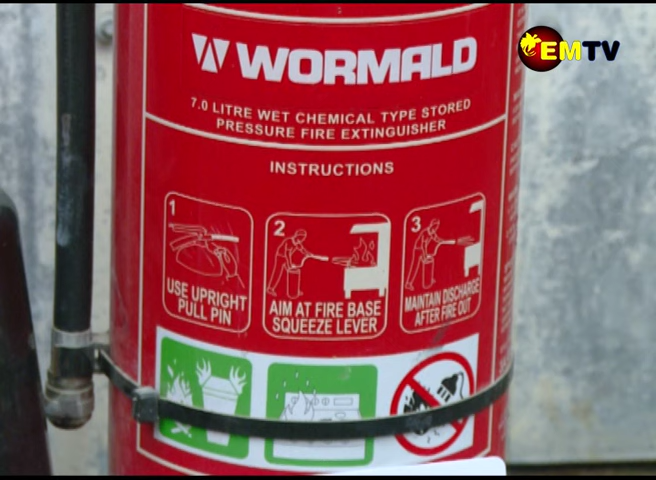 WORMALD
EMTV
7.0 LITRE WET CHEMICAL TYPE STORED
PRESSURE FIRE EXTINGUISHER
INSTRUCTIONS
1
USE UPRIGHT
PULL PIN
2
AIM AT FIRE BASE
SQUEEZE LEVER
3
MAINTAIN DISCHARGE
AFTER FIRE OUT